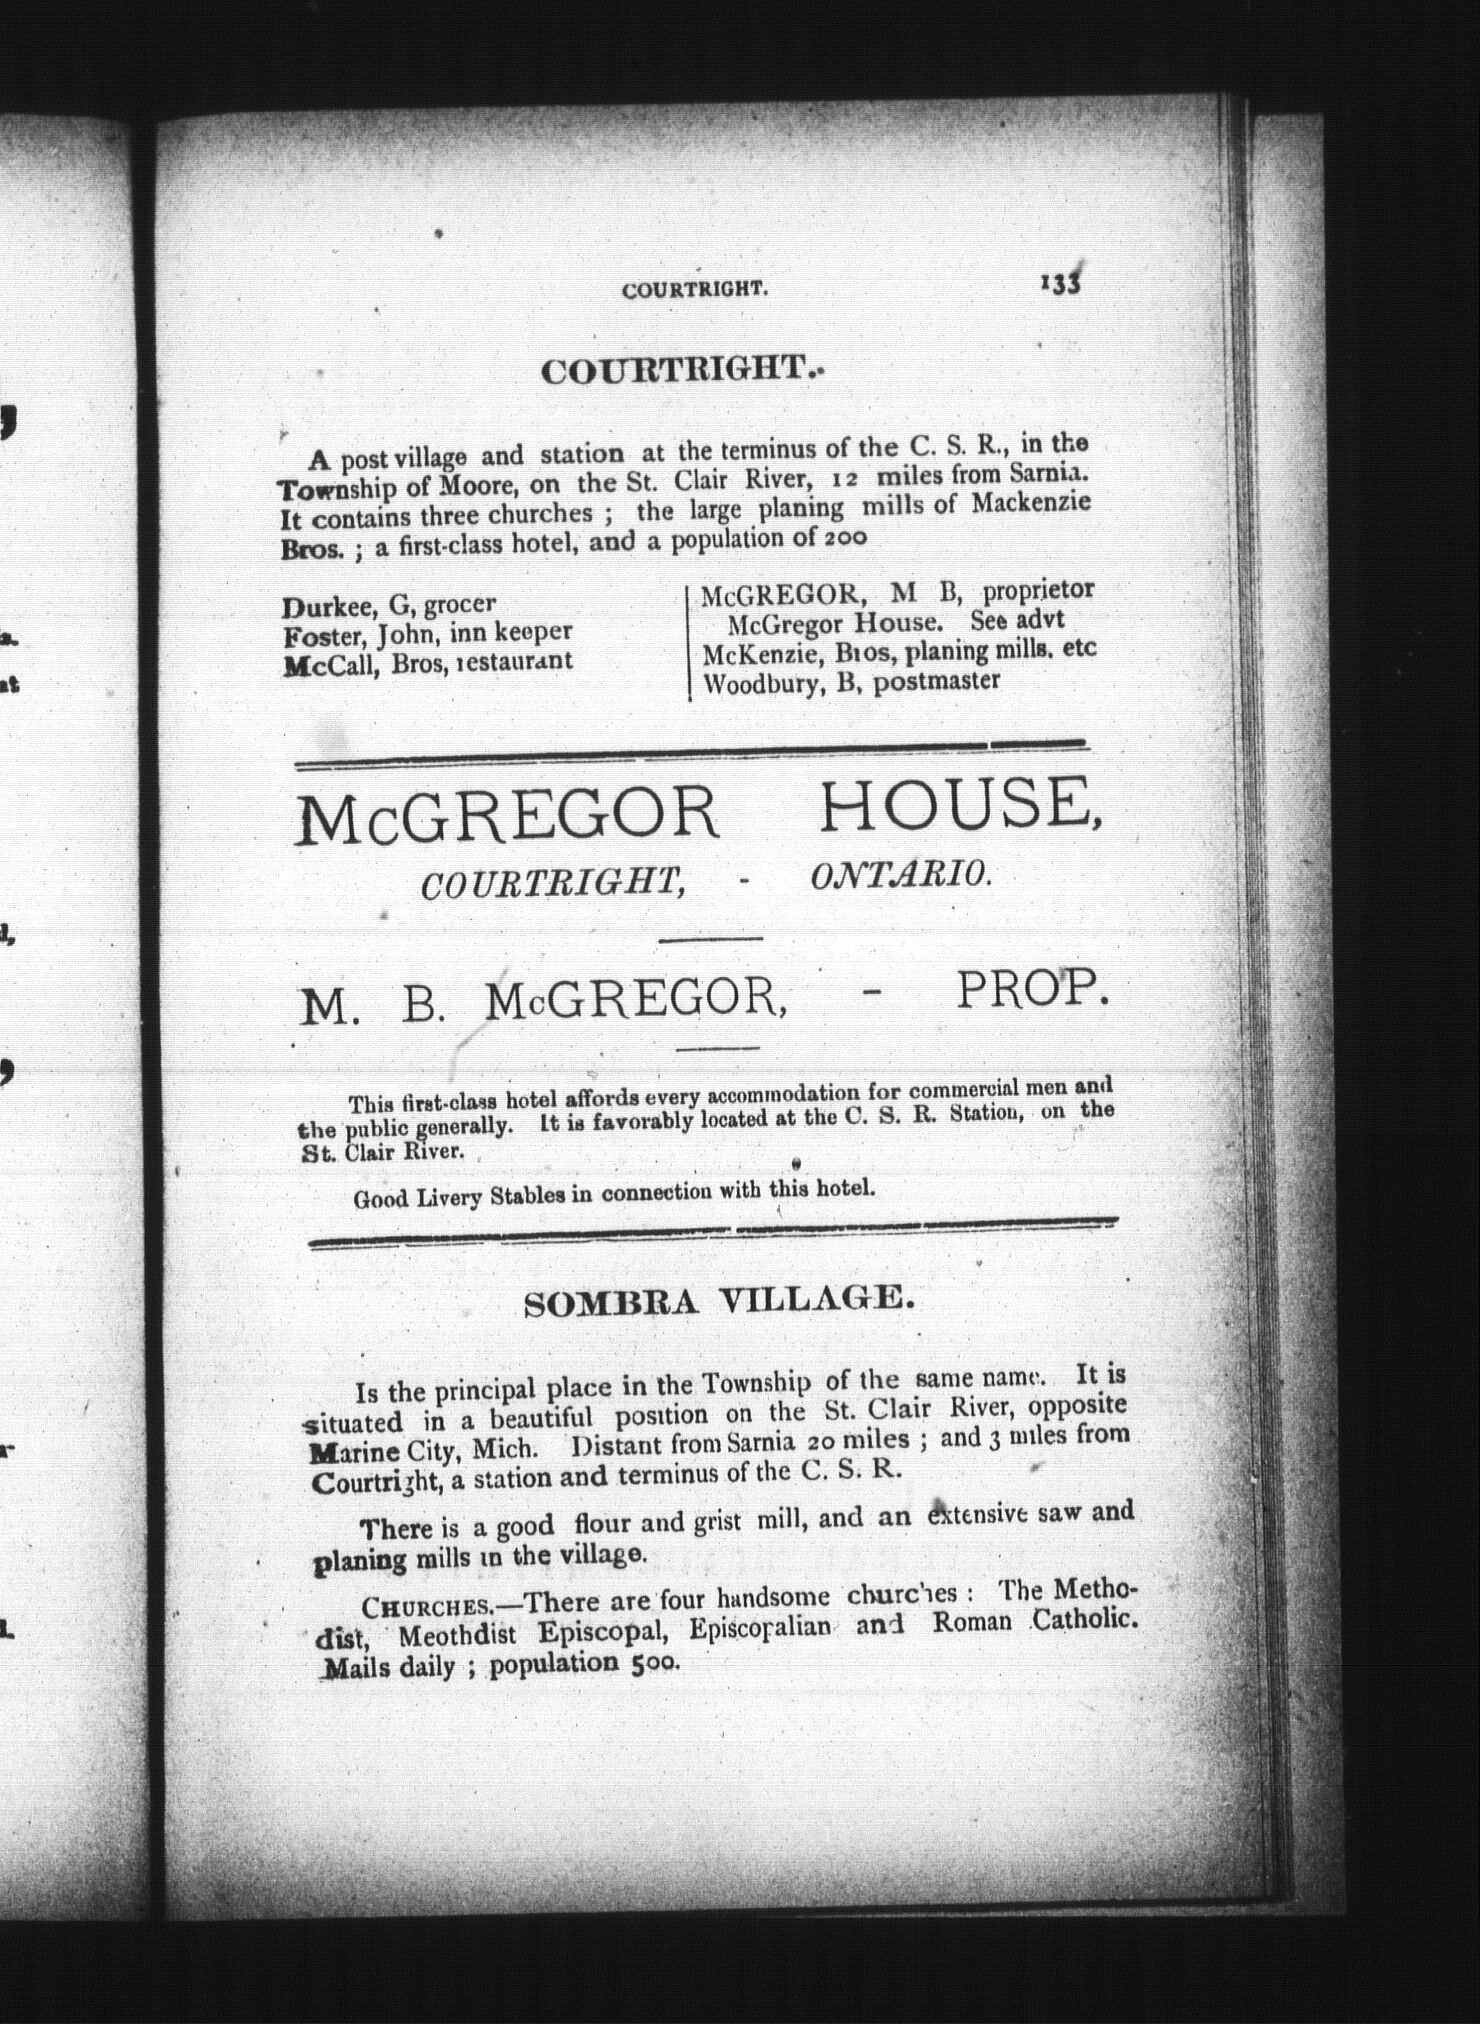 COURTRIGHT.
133
COURTRIGHT.
A post village and station at the terminus of the C. S. R., in the
Township of Moore, on the St. Clair River, 12 miles from Sarnia.
It contains three churches ; the large planing mills of Mackenzie
Bros. ; a first-class hotel, and a population of 200
Durkee, G, grocer
Foster, John, inn keeper
McCall, Bros, restaurant
McGREGOR, M B, proprietor
McGregor House. See advt
McKenzie, Bros, planing mills. etc
Woodbury, B, postmaster
McGREGOR HOUSE,
COURTRIGHT, - ONTARIO.
M. B. McGREGOR, - PROP.
This first-class hotel affords every accommodation for commercial men and
the public generally. It is favorably located at the C. S. R. Station, on the
St. Clair River.
Good Livery Stables in connection with this hotel.
SOMBRA VILLAGE.
Is the principal place in the Township of the same name. It is
situated in a beautiful position on the St. Clair River, opposite
Marine City, Mich. Distant from Sarnia 20 miles ; and 3 miles from
Courtright, a station and terminus of the C. S. R.
There is a good flour and grist mill, and an extensive saw and
planing mills in the village.
CHURCHES.—There are four handsome churches : The Metho-
dist, Meothdist Episcopal, Episcopalian and Roman Catholic.
Mails daily ; population 500.